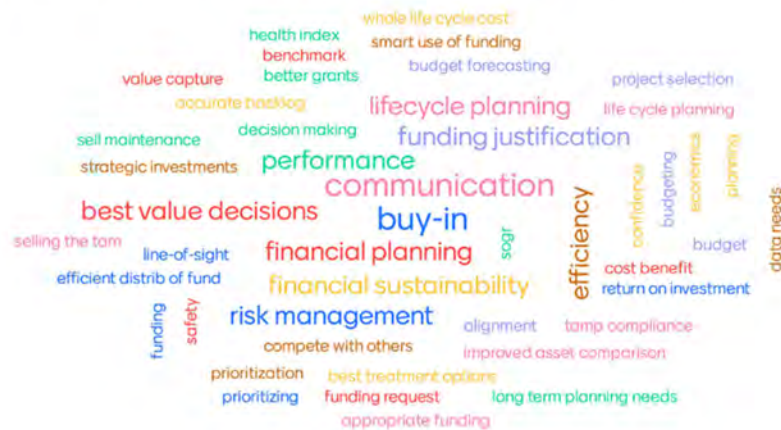 whole life cycle cost
health index
smart use of funding
benchmark
budget forecasting
value capture
better grants
project selection
accurate backlog
lifecycle planning
life cycle planning
sell maintenance
decision making
funding justification
strategic investments
performance
communication
confidence
budgeting
economics
planning
best value decisions
buy-in
efficiency
data needs
selling the tam
line-of-sight
financial planning
sogr
budget
cost benefit
efficient distrib of fund
financial sustainability
return on investment
funding
safety
risk management
alignment
tamp compliance
compete with others
improved asset comparison
prioritization
best treatment options
prioritizing
funding request
long term planning needs
appropriate funding